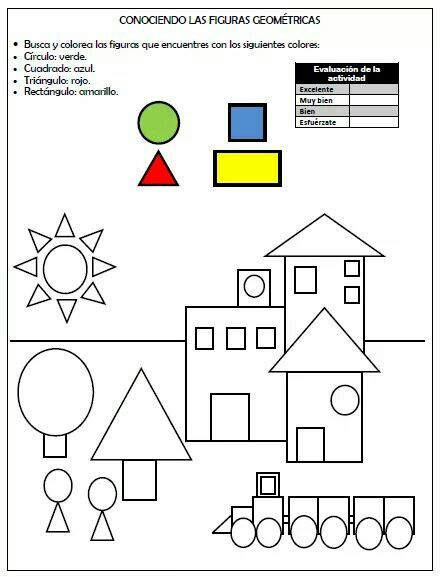 CONOCIENDO LAS FIGURAS GEOMÉTRICAS
Busca y colorea las figuras que encuentres con los siguientes colores:
Círculo: verde.
Cuadrado: azul.
Triángulo: rojo.
Rectángulo: amarillo.
Evaluación de la
actividad
Excelente
Muy bien
Bien
Esfuérzate